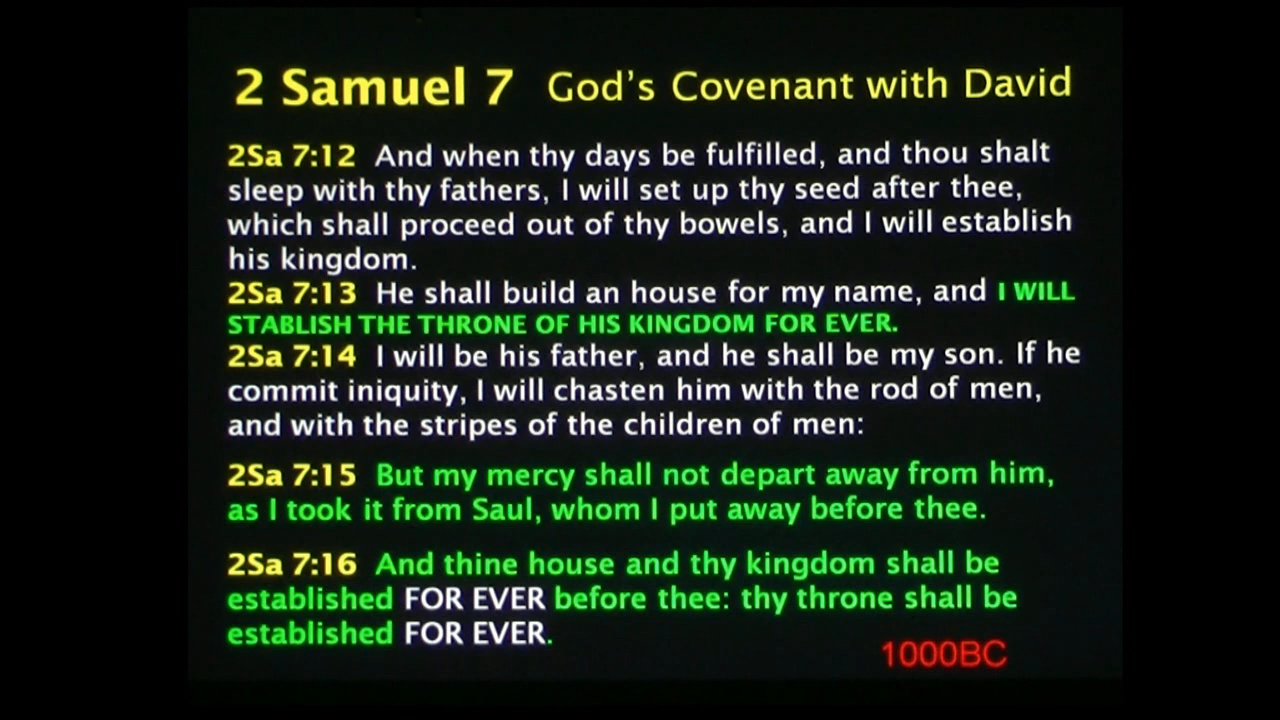 2 Samuel 7 God's Covenant with David
2Sa 7:12 And when thy days be fulfilled, and thou shalt
sleep with thy fathers, I will set up thy seed after thee,
which shall proceed out of thy bowels, and I will establish
his kingdom.
2Sa 7:13 He shall build an house for my name, and I WILL
STABLISH THE THRONE OF HIS KINGDOM FOR EVER.
2Sa 7:14 I will be his father, and he shall be my son. If he
commit iniquity, I will chasten him with the rod of men,
and with the stripes of the children of men:
2Sa 7:15 But my mercy shall not depart away from him,
as I took it from Saul, whom I put away before thee.
2Sa 7:16 And thine house and thy kingdom shall be
established FOR EVER before thee: thy throne shall be
established FOR EVER.
1000BC